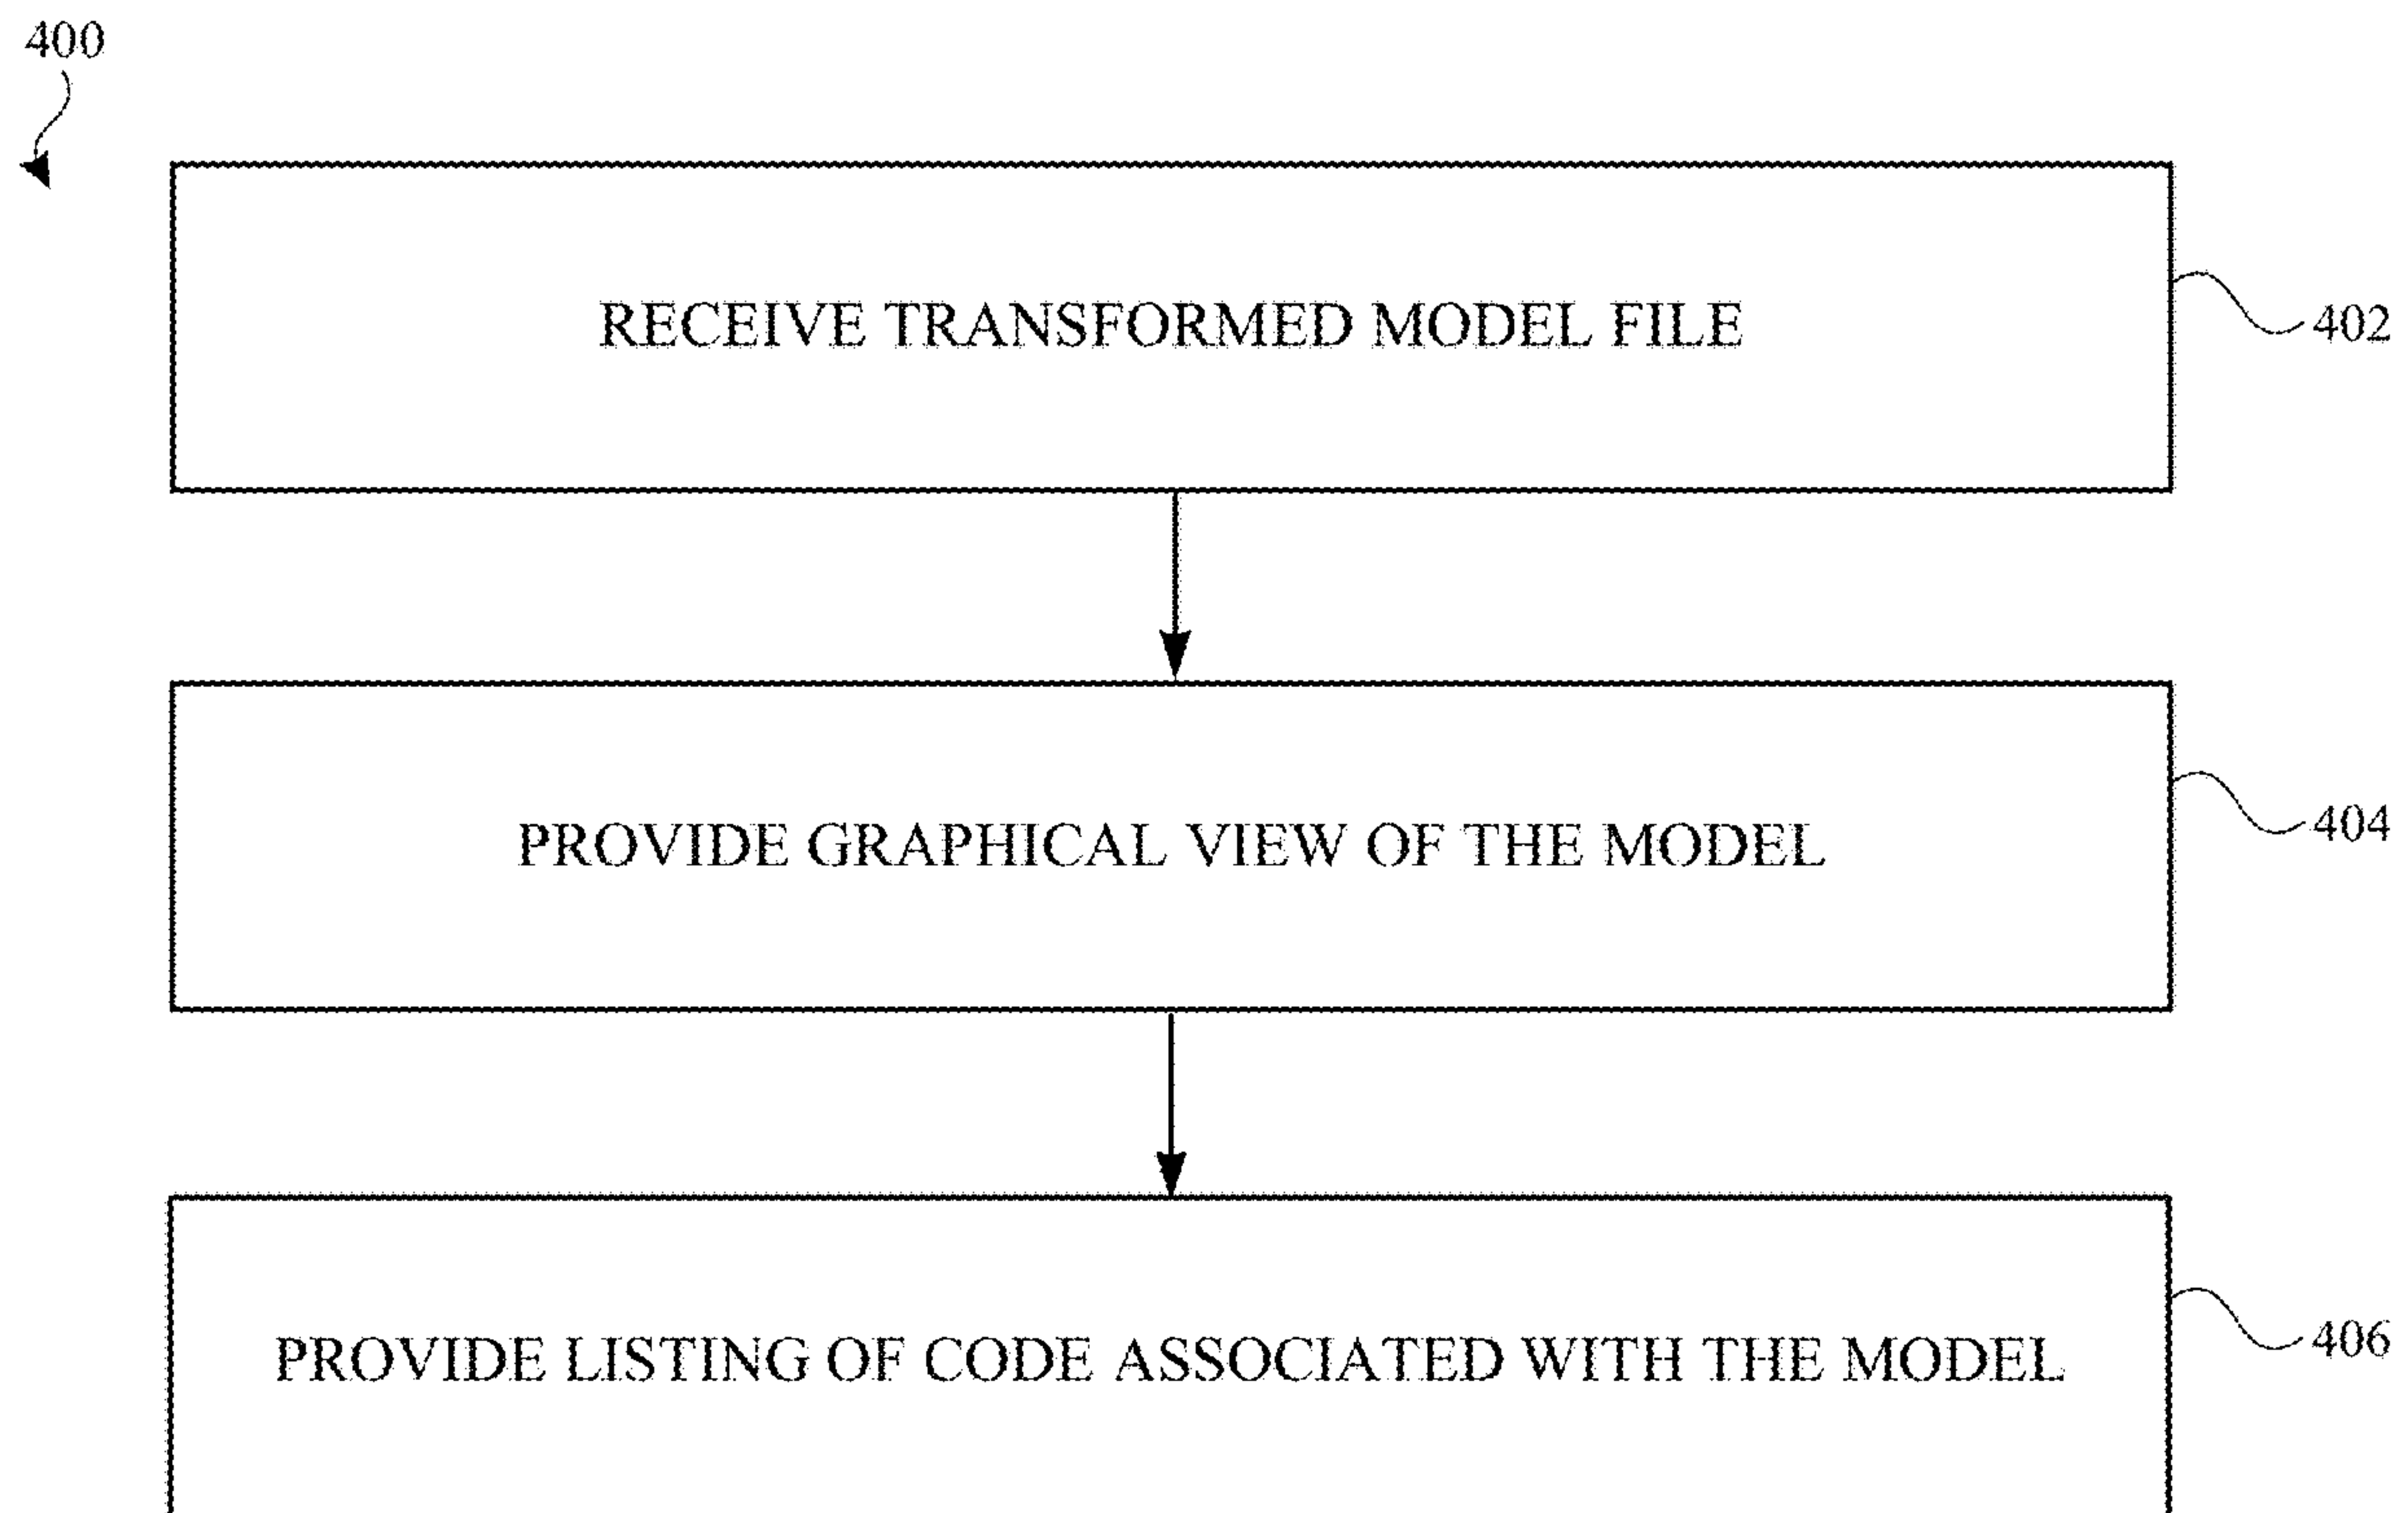 400
RECEIVE TRANSFORMED MODEL FILE
402
PROVIDE GRAPHICAL VIEW OF THE MODEL
404
PROVIDE LISTING OF CODE ASSOCIATED WITH THE MODEL
406